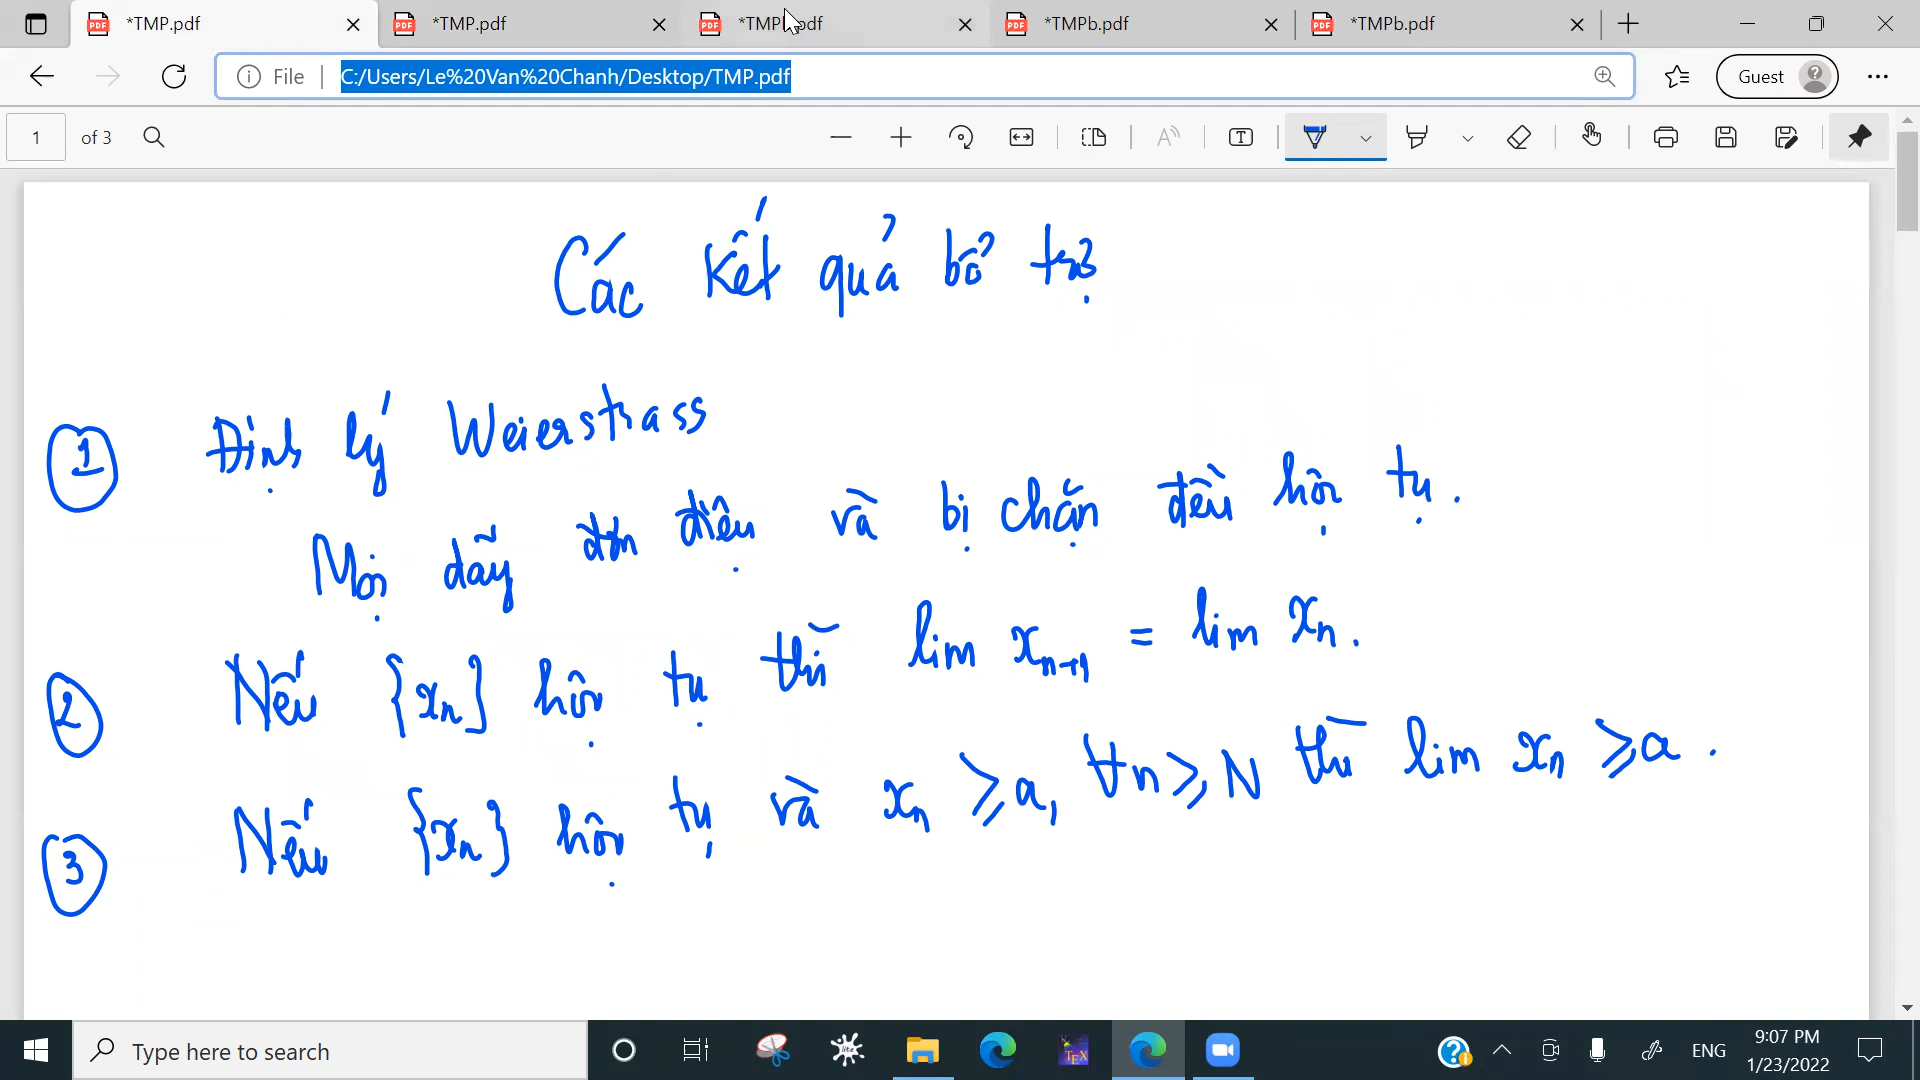 *TMP.pdf
*TMP.pdf
*TMPb.pdf
*TMPb.pdf
File
C:/Users/Le%20Van%20Chanh/Desktop/TMP.pdf
Guest
1 of 3
Các kết quả bổ trợ
1 Định lý Weierstrass
Mọi dãy đơn điệu và bị chặn đều hội tụ.
2 Nếu {xn} hội tụ thì lim xn+1 = lim xn.
3 Nếu {xn} hội tụ và xn ⩾ a, ∀n ⩾ N thì lim xn ⩾ a.
Type here to search
ENG
9:07 PM
1/23/2022